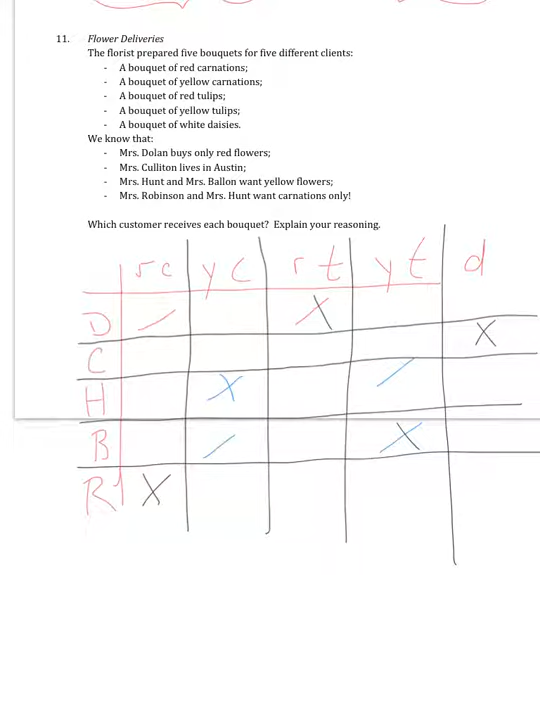 11. Flower Deliveries
The florist prepared five bouquets for five different clients:
- A bouquet of red carnations;
- A bouquet of yellow carnations;
- A bouquet of red tulips;
- A bouquet of yellow tulips;
- A bouquet of white daisies.
We know that:
- Mrs. Dolan buys only red flowers;
- Mrs. Culliton lives in Austin;
- Mrs. Hunt and Mrs. Ballon want yellow flowers;
- Mrs. Robinson and Mrs. Hunt want carnations only!
Which customer receives each bouquet? Explain your reasoning.
rc yc rt yt d
D / X
C X
H X /
B / X
R X